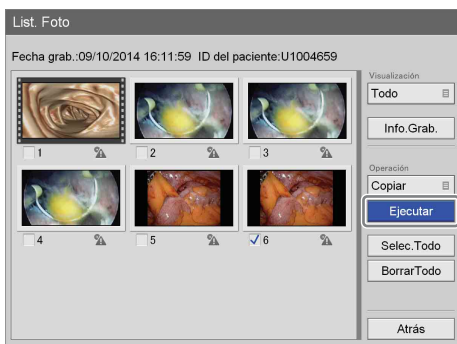 List. Foto
Fecha grab.:09/10/2014 16:11:59 ID del paciente:U1004659
Visualización
Todo
Info.Grab.
1
2
3
Operación
Copiar
Ejecutar
4
5
6
Selec.Todo
BorrarTodo
Atrás